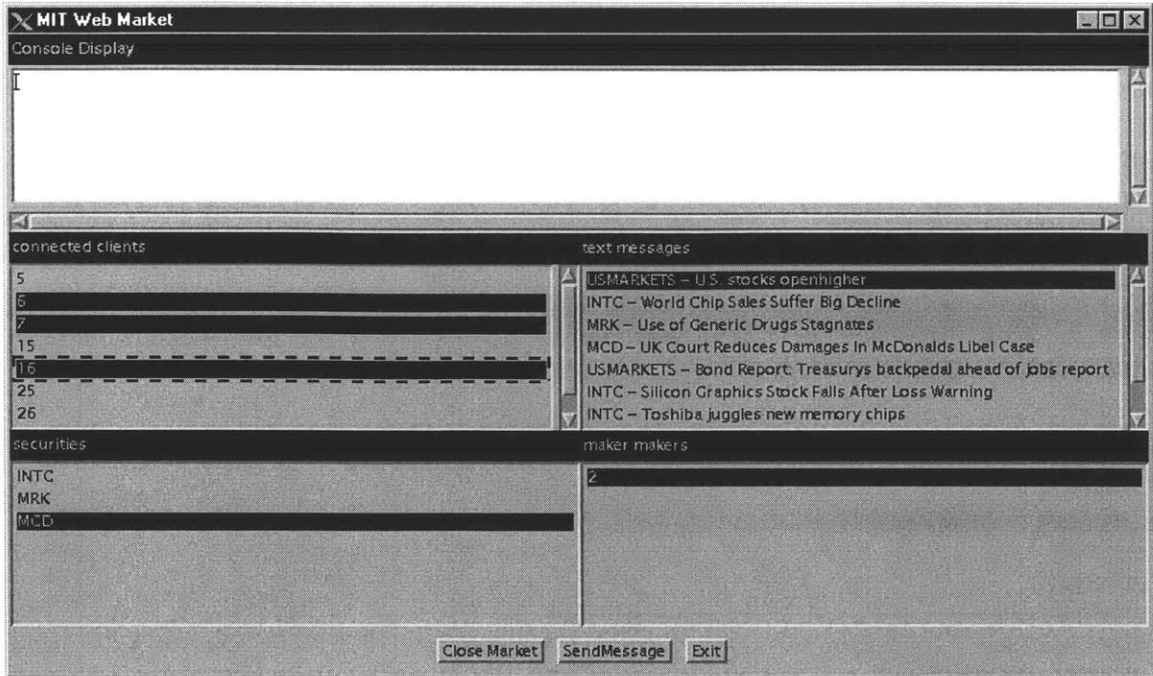 MIT Web Market
Console Display
connected clients
5
6
7
15
16
25
26
text messages
USMARKETS – U.S. stocks openhigher
INTC – World Chip Sales Suffer Big Decline
MRK – Use of Generic Drugs Stagnates
MCD – UK Court Reduces Damages In McDonalds Libel Case
USMARKETS – Bond Report: Treasurys backpedal ahead of jobs report
INTC – Silicon Graphics Stock Falls After Loss Warning
INTC – Toshiba juggles new memory chips
securities
INTC
MRK
MCD
maker makers
2
Close Market
SendMessage
Exit